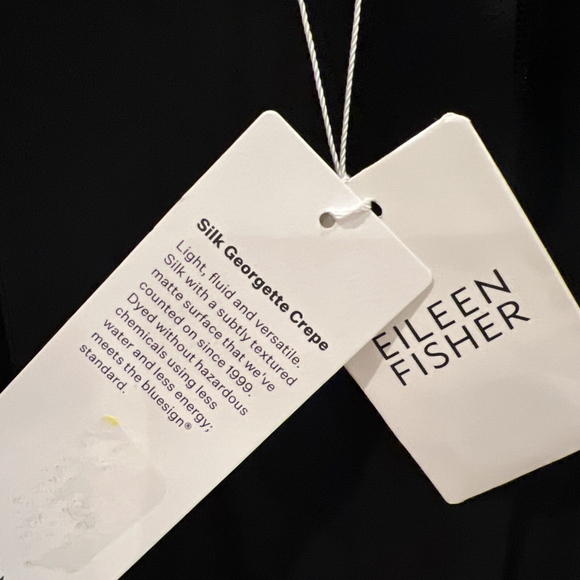 Silk Georgette Crepe
Light, fluid and versatile.
Silk with a subtly textured
matte surface that we've
counted on since 1999.
Dyed without hazardous
chemicals using less
water and less energy;
meets the bluesign®
standard.
EILEEN
FISHER